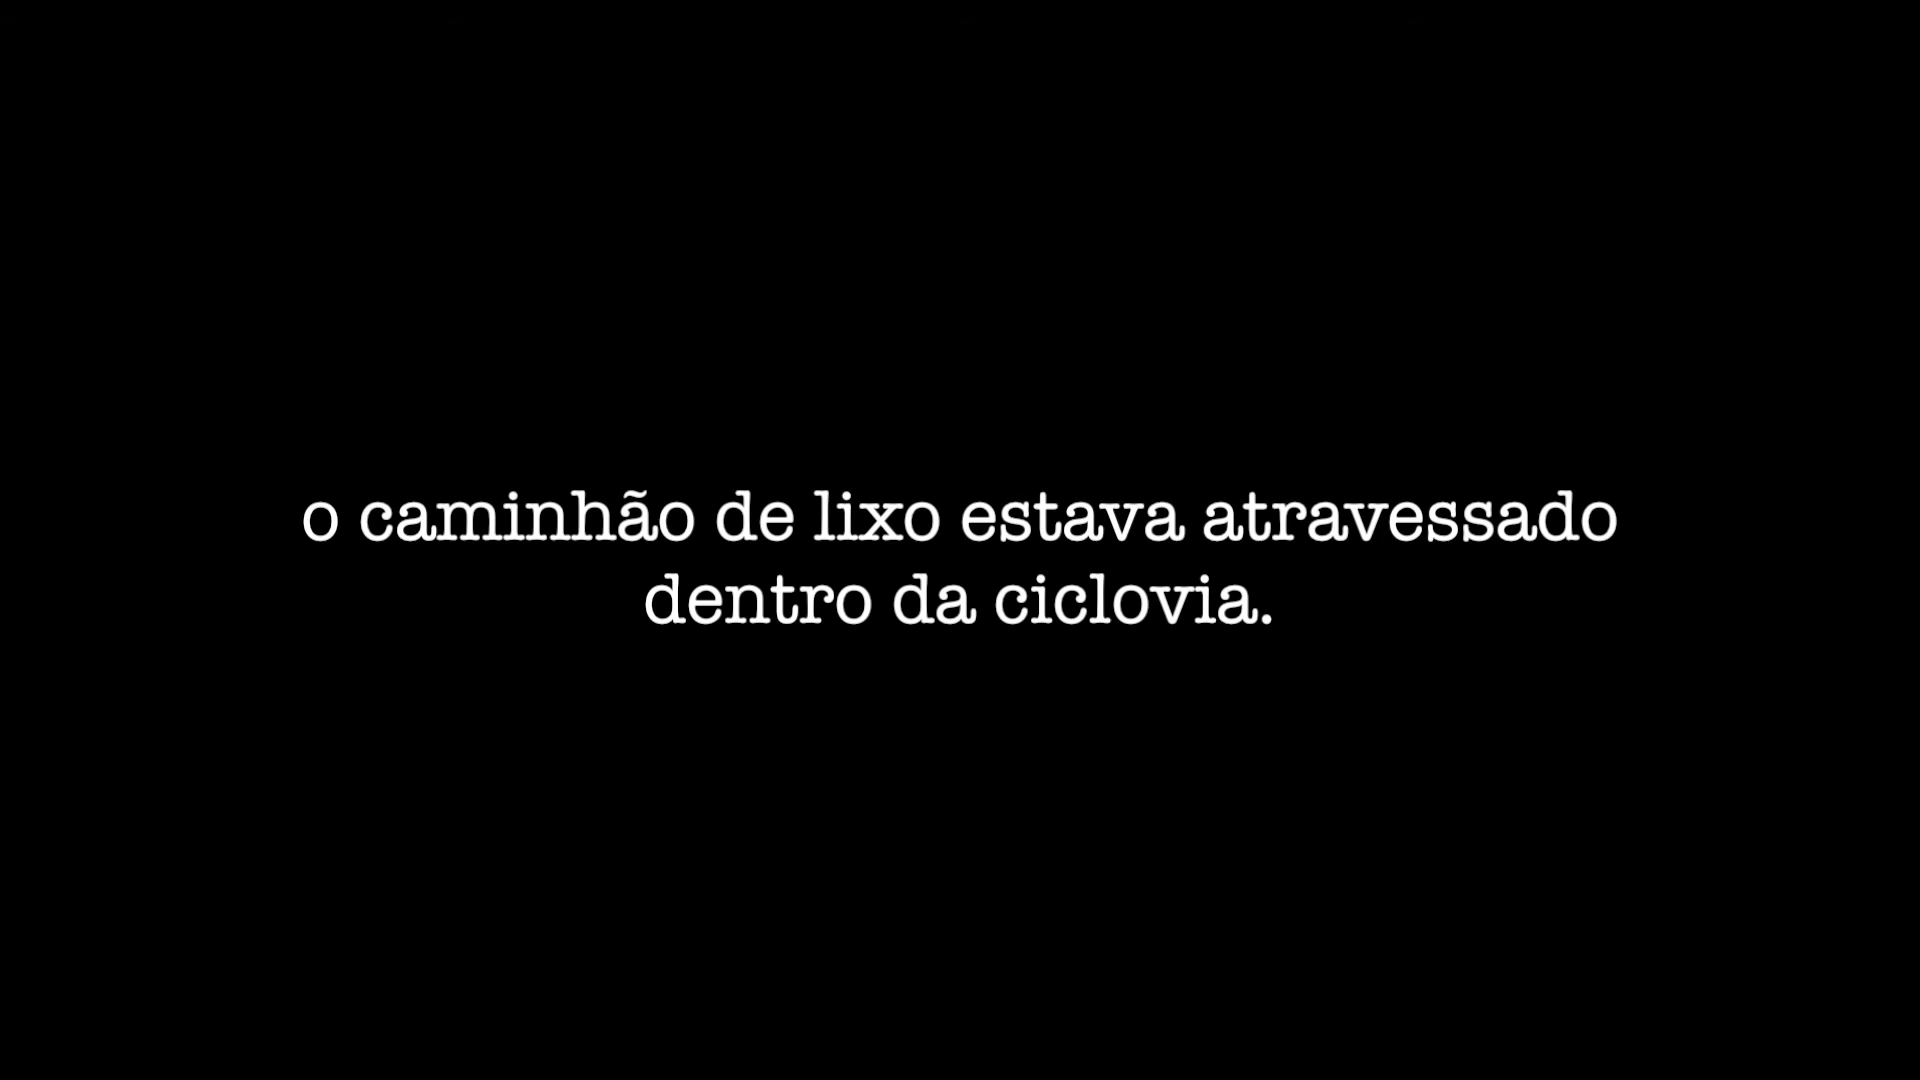 o caminhão de lixo estava atravessado
dentro da ciclovia.